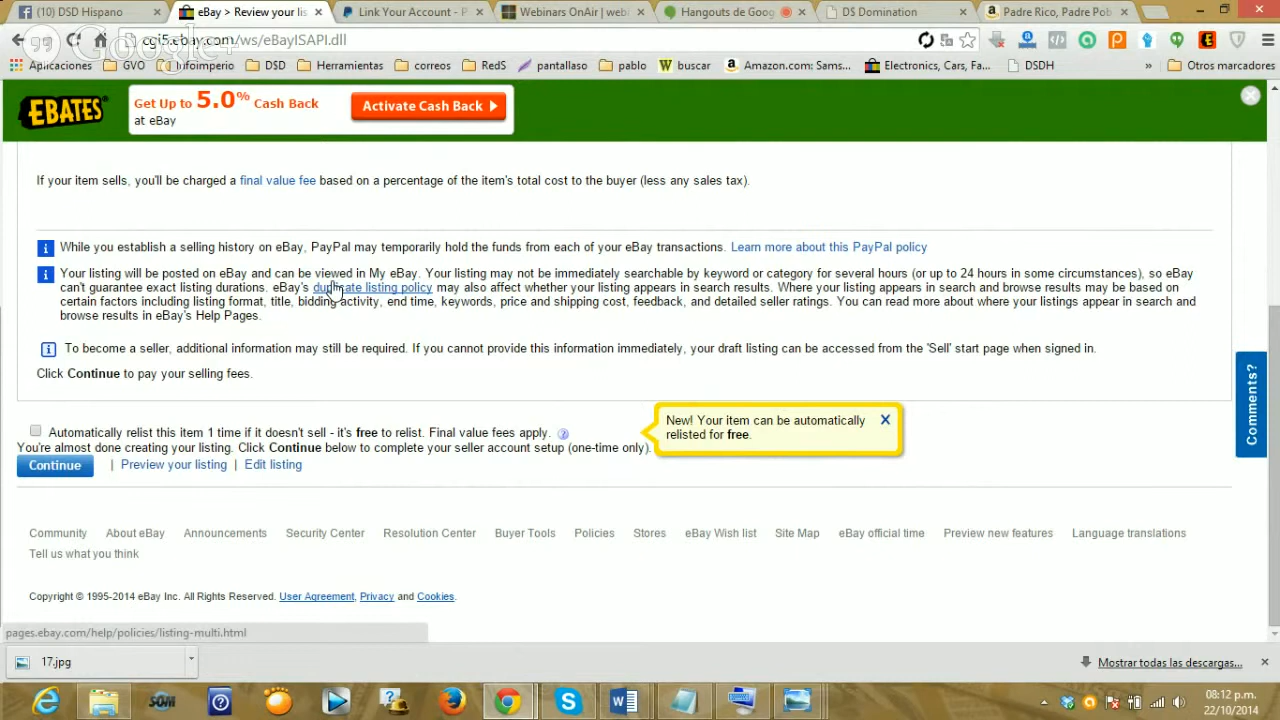 DSD Hispano
eBay > Review your lis
Link Your Account - P
Webinars OnAir | webi
Hangouts de Goog
DS Domination
Padre Rico, Padre Pob
Google+
cgi5.ebay.com/ws/eBayISAPI.dll
Aplicaciones GVO Infoimperio DSD Herramientas correos RedS pantallaso pablo buscar Amazon.com: Sams... Electronics, Cars, Fa... DSDH » Otros marcadores
EBATES
Get Up to 5.0% Cash Back
at eBay
Activate Cash Back
If your item sells, you'll be charged a final value fee based on a percentage of the item's total cost to the buyer (less any sales tax).
While you establish a selling history on eBay, PayPal may temporarily hold the funds from each of your eBay transactions. Learn more about this PayPal policy
Your listing will be posted on eBay and can be viewed in My eBay. Your listing may not be immediately searchable by keyword or category for several hours (or up to 24 hours in some circumstances), so eBay
can't guarantee exact listing durations. eBay's duplicate listing policy may also affect whether your listing appears in search results. Where your listing appears in search and browse results may be based on
certain factors including listing format, title, bidding activity, end time, keywords, price and shipping cost, feedback, and detailed seller ratings. You can read more about where your listings appear in search and
browse results in eBay's Help Pages.
To become a seller, additional information may still be required. If you cannot provide this information immediately, your draft listing can be accessed from the 'Sell' start page when signed in.
Click Continue to pay your selling fees.
Comments?
New! Your item can be automatically
relisted for free.
Automatically relist this item 1 time if it doesn't sell - it's free to relist. Final value fees apply.
You're almost done creating your listing. Click Continue below to complete your seller account setup (one-time only).
Continue | Preview your listing | Edit listing
Community About eBay Announcements Security Center Resolution Center Buyer Tools Policies Stores eBay Wish list Site Map eBay official time Preview new features Language translations
Tell us what you think
Copyright © 1995-2014 eBay Inc. All Rights Reserved. User Agreement, Privacy and Cookies.
pages.ebay.com/help/policies/listing-multi.html
17.jpg
Mostrar todas las descargas...
SOM
08:12 p.m.
22/10/2014